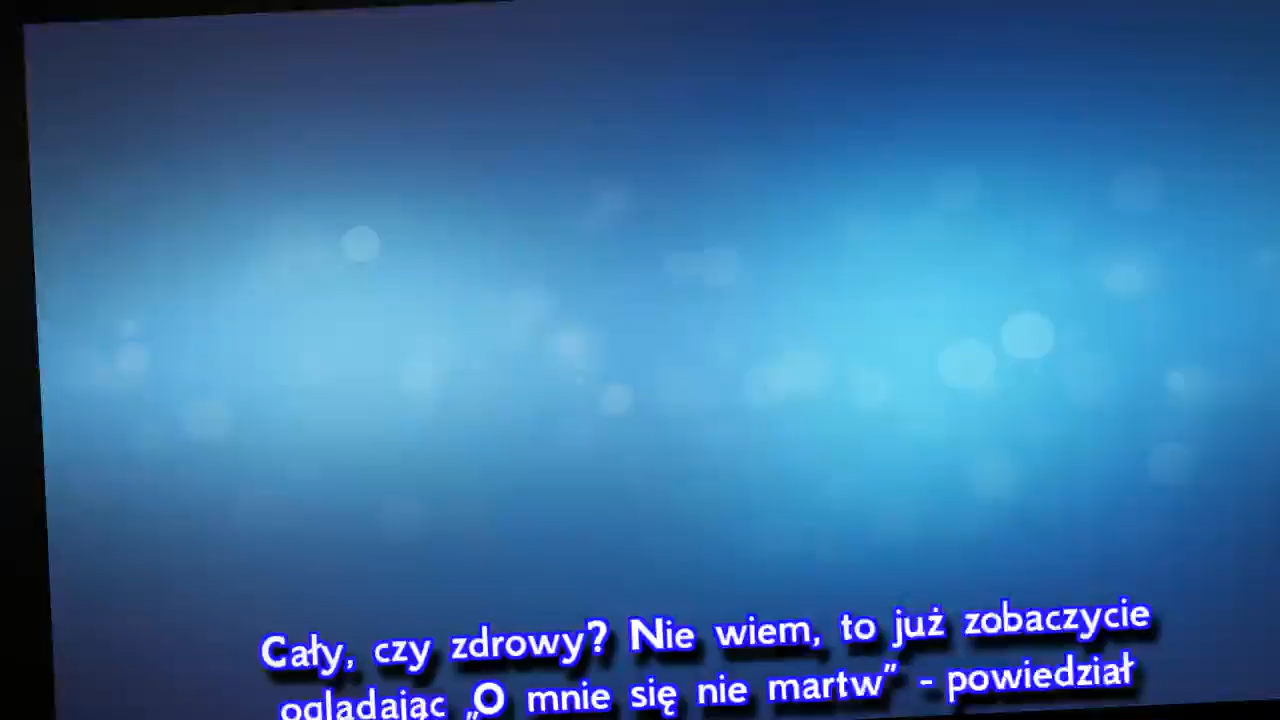 Cały, czy zdrowy? Nie wiem, to już zobaczycie
oglądając „O mnie się nie martw” - powiedział